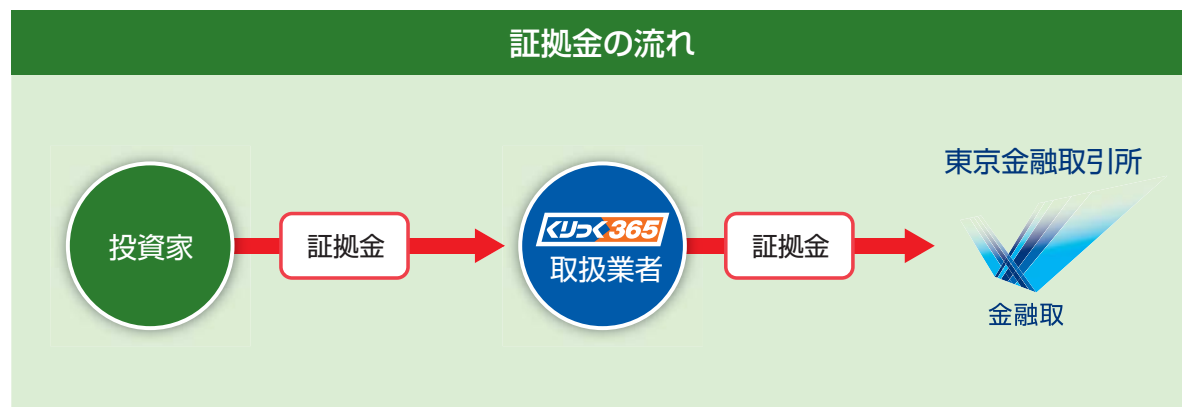 証拠金の流れ
投資家
証拠金
くりっく365
取扱業者
証拠金
東京金融取引所
金融取